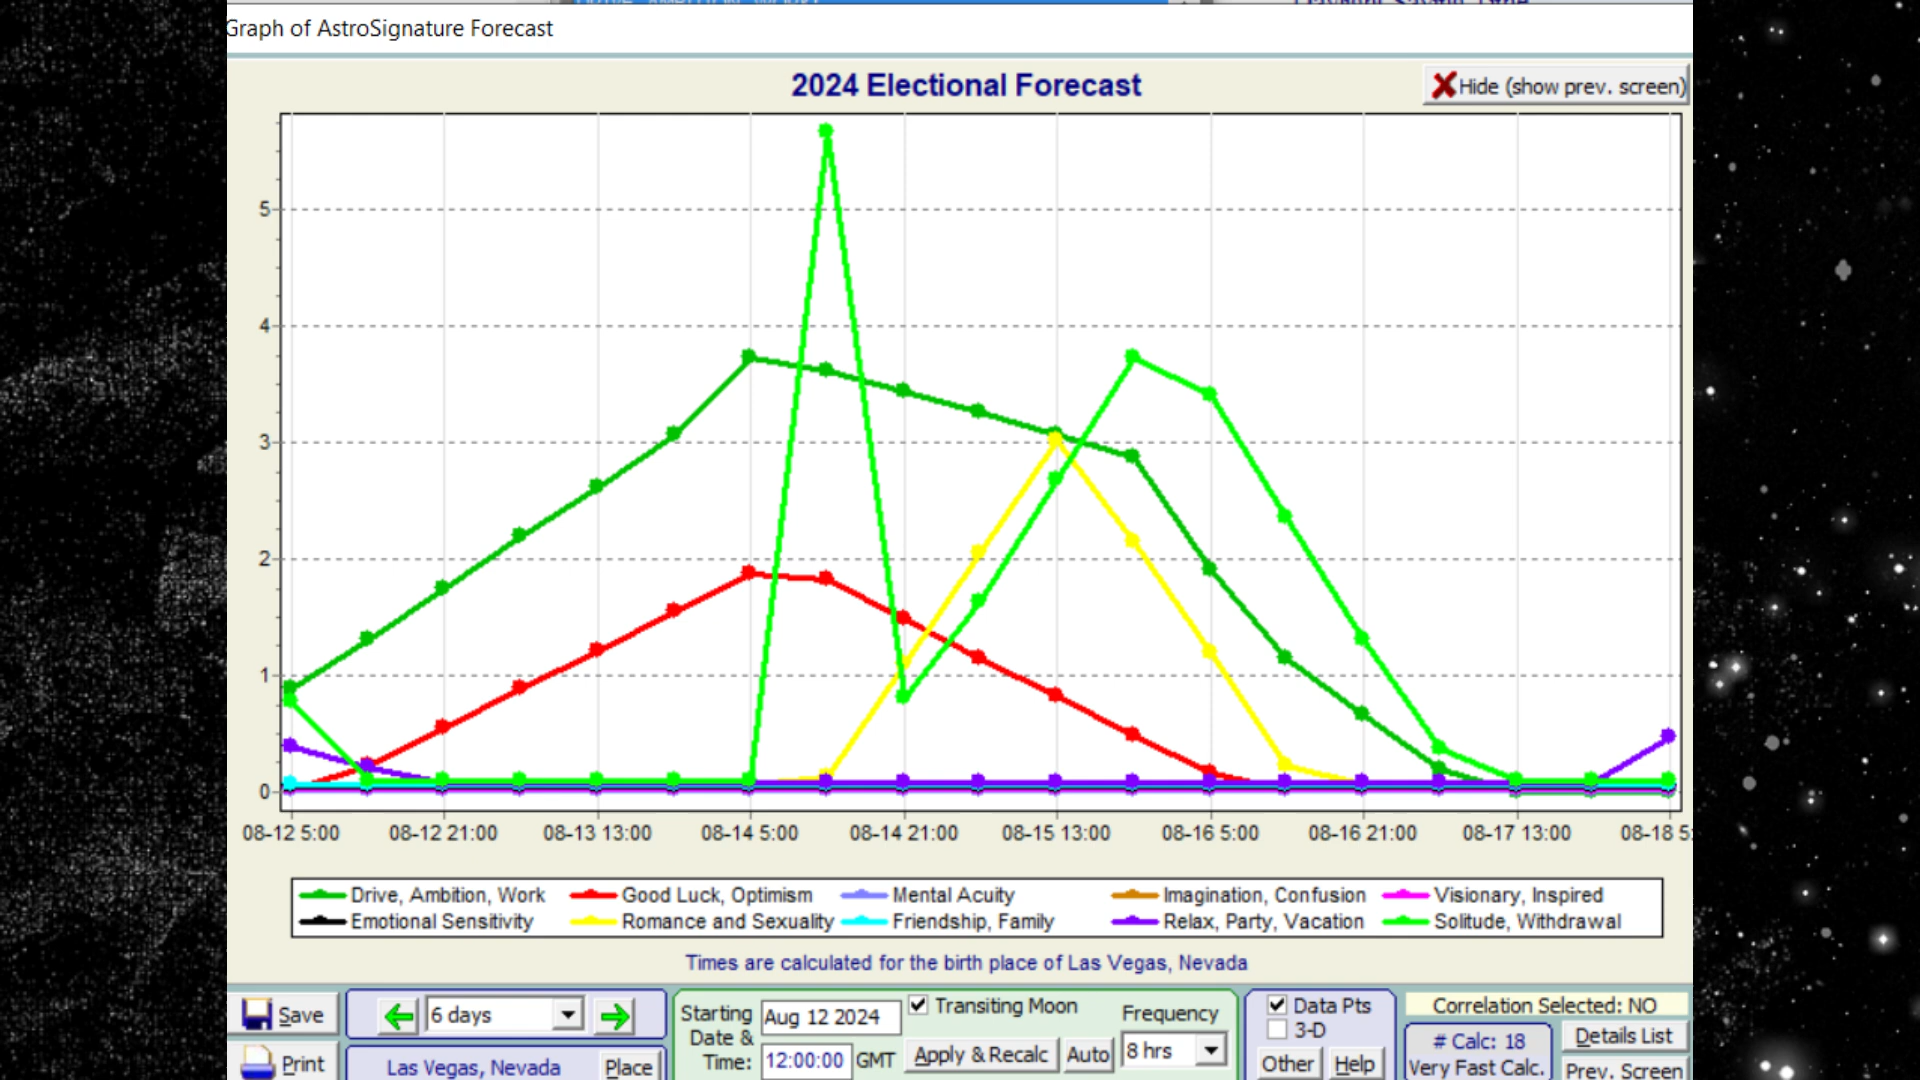 Graph of AstroSignature Forecast
2024 Electional Forecast
Hide (show prev. screen)
5
4
3
2
1
0
08-12 5:00 08-12 21:00 08-13 13:00 08-14 5:00 08-14 21:00 08-15 13:00 08-16 5:00 08-16 21:00 08-17 13:00 08-18 5:
Drive, Ambition, Work Good Luck, Optimism Mental Acuity Imagination, Confusion Visionary, Inspired
Emotional Sensitivity Romance and Sexuality Friendship, Family Relax, Party, Vacation Solitude, Withdrawal
Times are calculated for the birth place of Las Vegas, Nevada
Save
Print
6 days
Las Vegas, Nevada Place
Starting
Date &
Time:
Aug 12 2024
12:00:00 GMT
Transiting Moon
Apply & Recalc Auto
Frequency
8 hrs
Data Pts
3-D
Other Help
Correlation Selected: NO
# Calc: 18
Very Fast Calc.
Details List
Prev. Screen